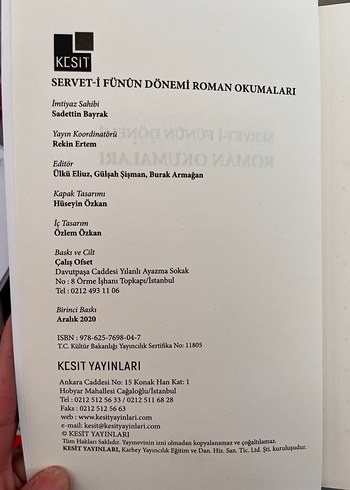 KESIT
SERVET-İ FÜNÛN DÖNEMİ ROMAN OKUMALARI
İmtiyaz Sahibi
Sadettin Bayrak
Yayın Koordinatörü
Rekin Ertem
Editör
Ülkü Eliuz, Gülşah Şişman, Burak Armağan
Kapak Tasarımı
Hüseyin Özkan
İç Tasarım
Özlem Özkan
Baskı ve Cilt
Çalış Ofset
Davutpaşa Caddesi Yılanlı Ayazma Sokak
No : 8 Örme İşhanı Topkapı/İstanbul
Tel : 0212 493 11 06
Birinci Baskı
Aralık 2020
ISBN : 978-625-7698-04-7
T.C. Kültür Bakanlığı Yayıncılık Sertifika No: 11805
KESIT YAYINLARI
Ankara Caddesi No: 15 Konak Han Kat: 1
Hobyar Mahallesi Cağaloğlu/İstanbul
Tel : 0212 512 56 33 / 0212 511 68 28
Faks : 0212 512 56 63
web : www.kesityayinlari.com
e-mail: kesit@kesityayinlari.com
© KESİT YAYINLARI
Tüm Hakları Saklıdır. Yayınevinin izni olmadan kopyalanamaz ve çoğaltılamaz.
KESİT YAYINLARI, Karbey Yayıncılık Eğitim ve Dan. Hiz. San. Tic. Ltd. Şti. kuruluşudur.